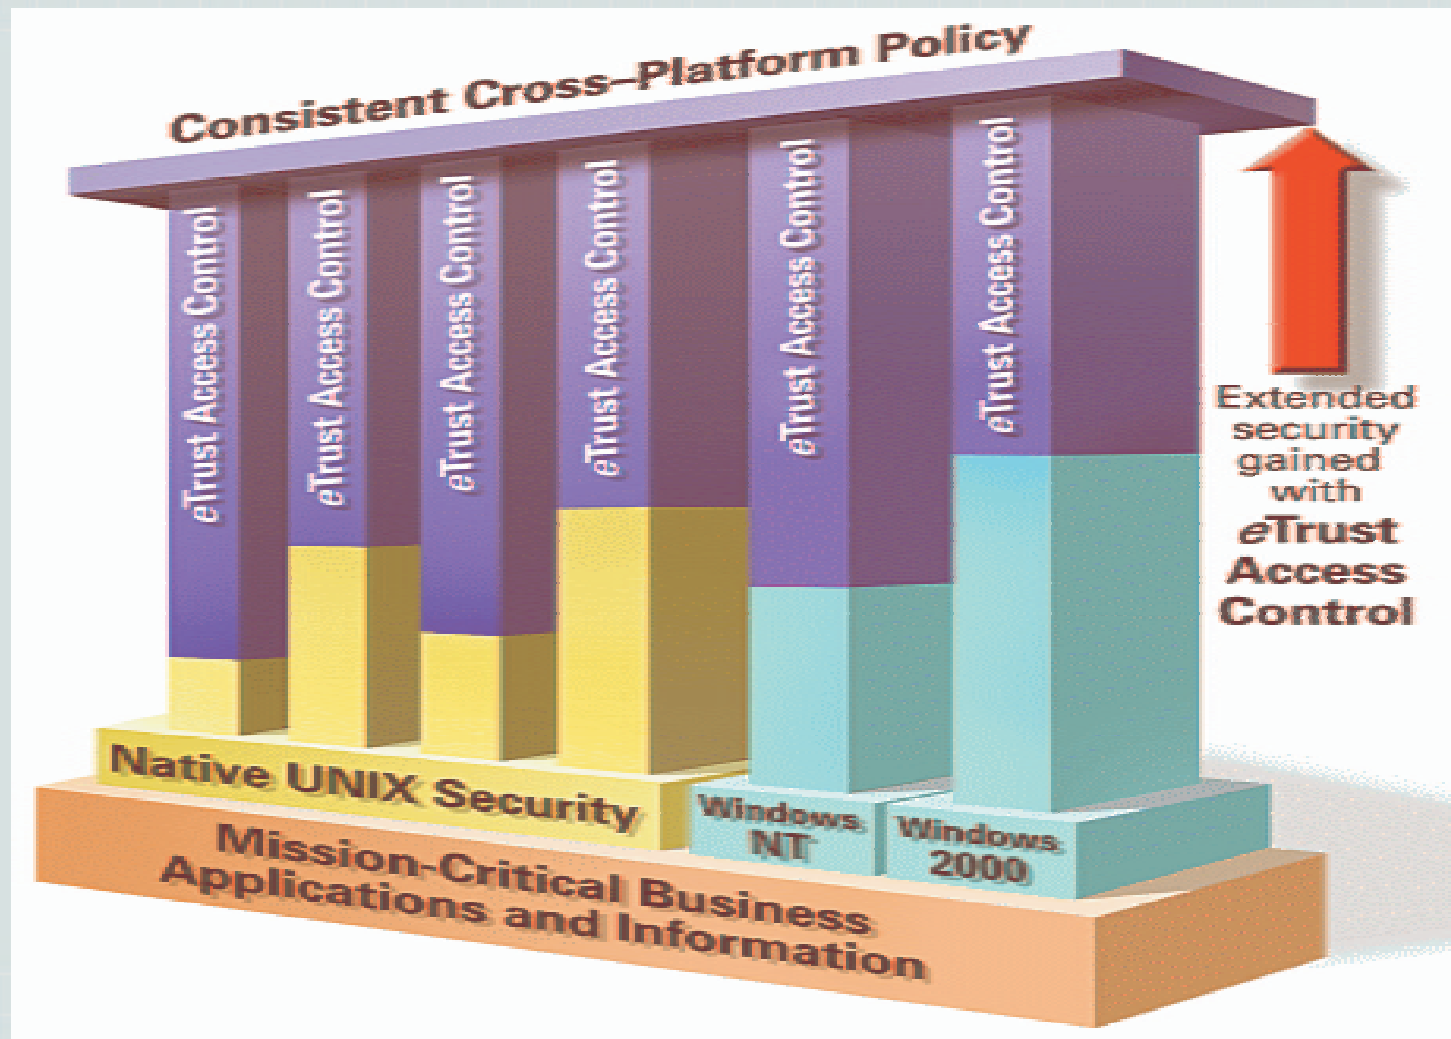 Consistent Cross–Platform Policy
eTrust Access Control
eTrust Access Control
eTrust Access Control
eTrust Access Control
eTrust Access Control
eTrust Access Control
Extended
security
gained
with
eTrust
Access
Control
Native UNIX Security
Windows
NT
Windows
2000
Mission-Critical Business
Applications and Information